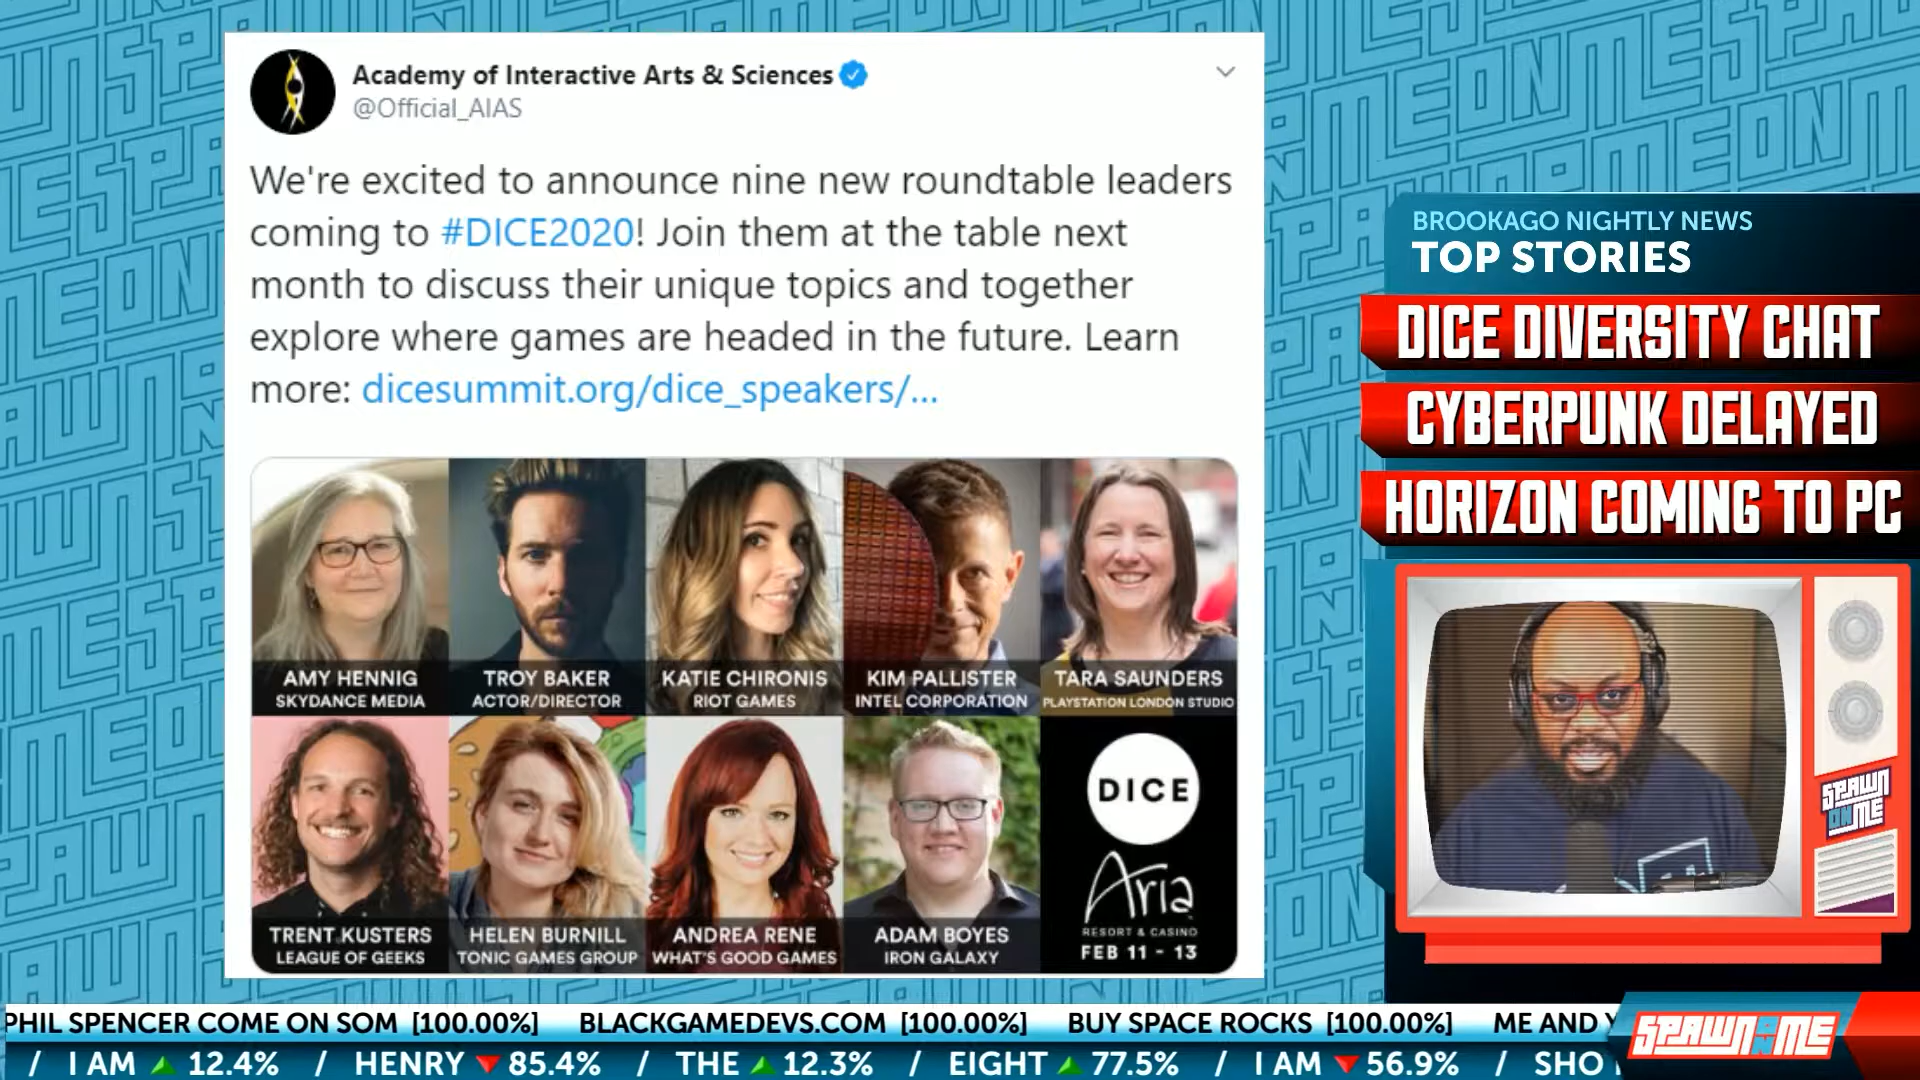 Academy of Interactive Arts & Sciences
@Official_AIAS
We're excited to announce nine new roundtable leaders
coming to #DICE2020! Join them at the table next
month to discuss their unique topics and together
explore where games are headed in the future. Learn
more: dicesummit.org/dice_speakers/...
AMY HENNIG
SKYDANCE MEDIA
TROY BAKER
ACTOR/DIRECTOR
KATIE CHIRONIS
RIOT GAMES
KIM PALLISTER
INTEL CORPORATION
TARA SAUNDERS
PLAYSTATION LONDON STUDIO
TRENT KUSTERS
LEAGUE OF GEEKS
HELEN BURNILL
TONIC GAMES GROUP
ANDREA RENE
WHAT'S GOOD GAMES
ADAM BOYES
IRON GALAXY
DICE
Aria
RESORT & CASINO
FEB 11 - 13
BROOKAGO NIGHTLY NEWS
TOP STORIES
DICE DIVERSITY CHAT
CYBERPUNK DELAYED
HORIZON COMING TO PC
SPAWN
ON ME
PHIL SPENCER COME ON SOM [100.00%] BLACKGAMEDEVS.COM [100.00%] BUY SPACE ROCKS [100.00%] ME AND
/ I AM 12.4% / HENRY 85.4% / THE 12.3% / EIGHT 77.5% / I AM 56.9% / SHO
SPAWN ON ME